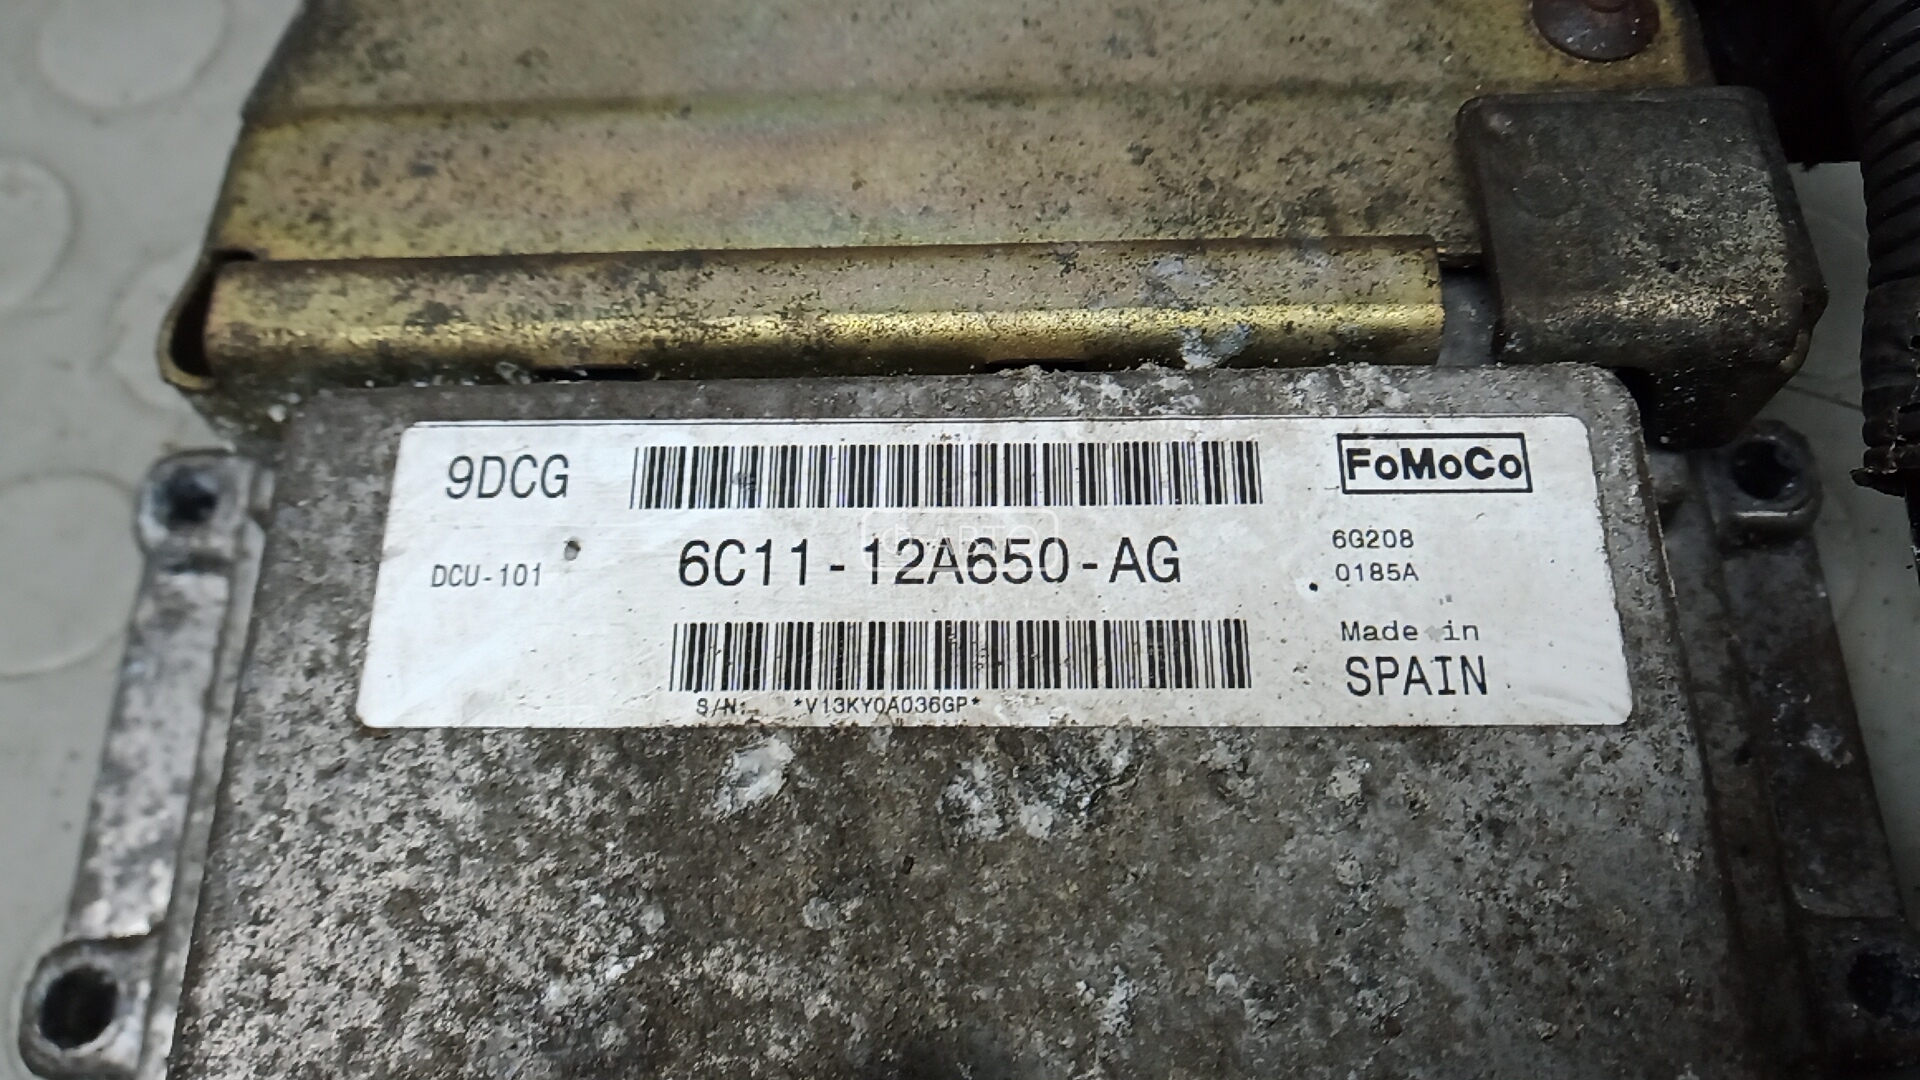 9DCG
FoMoCo
DCU-101
6C11-12A650-AG
6G208
0185A
Made in
SPAIN
S/N: *V13KY0A036GP*